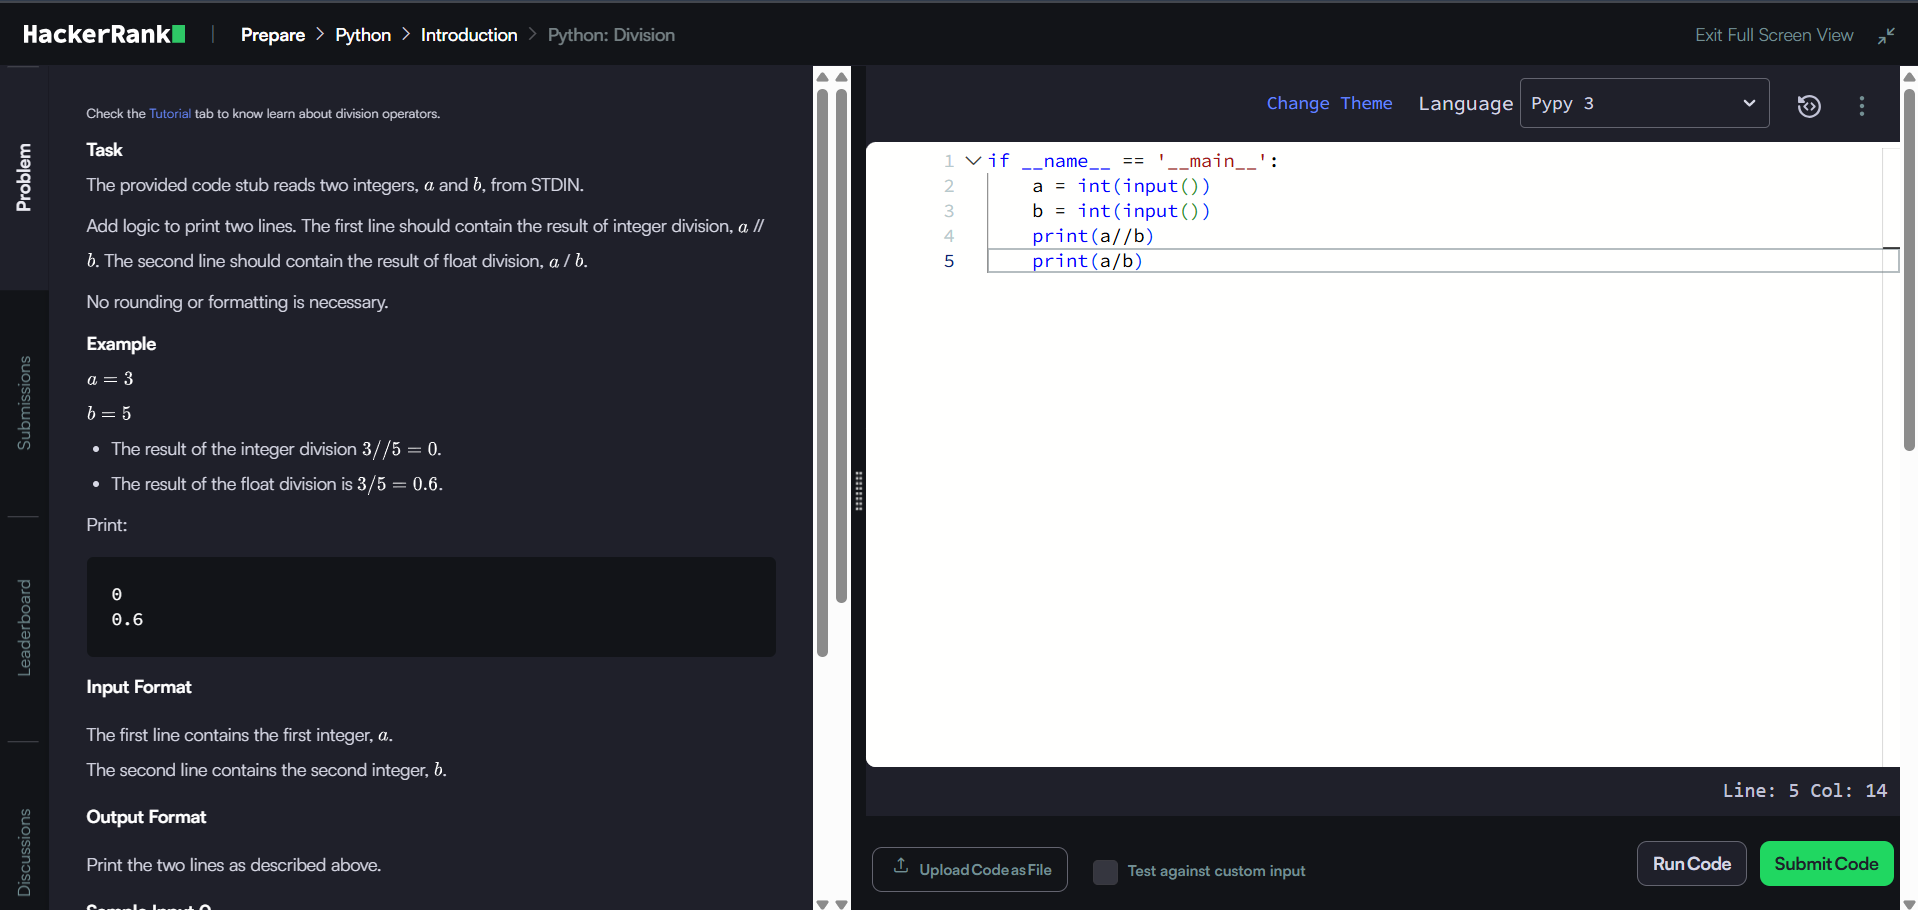 HackerRank
Prepare > Python > Introduction > Python: Division
Exit Full Screen View
Problem
Submissions
Leaderboard
Discussions
Check the Tutorial tab to know learn about division operators.
Task
The provided code stub reads two integers, a and b, from STDIN.
Add logic to print two lines. The first line should contain the result of integer division, a //
b. The second line should contain the result of float division, a / b.
No rounding or formatting is necessary.
Example
a = 3
b = 5
• The result of the integer division 3//5 = 0.
• The result of the float division is 3/5 = 0.6.
Print:
0
0.6
Input Format
The first line contains the first integer, a.
The second line contains the second integer, b.
Output Format
Print the two lines as described above.
Sample Input 0
Change Theme Language Pypy 3
1 if __name__ == '__main__':
2     a = int(input())
3     b = int(input())
4     print(a//b)
5     print(a/b)
Line: 5 Col: 14
Upload Code as File
Test against custom input
Run Code
Submit Code